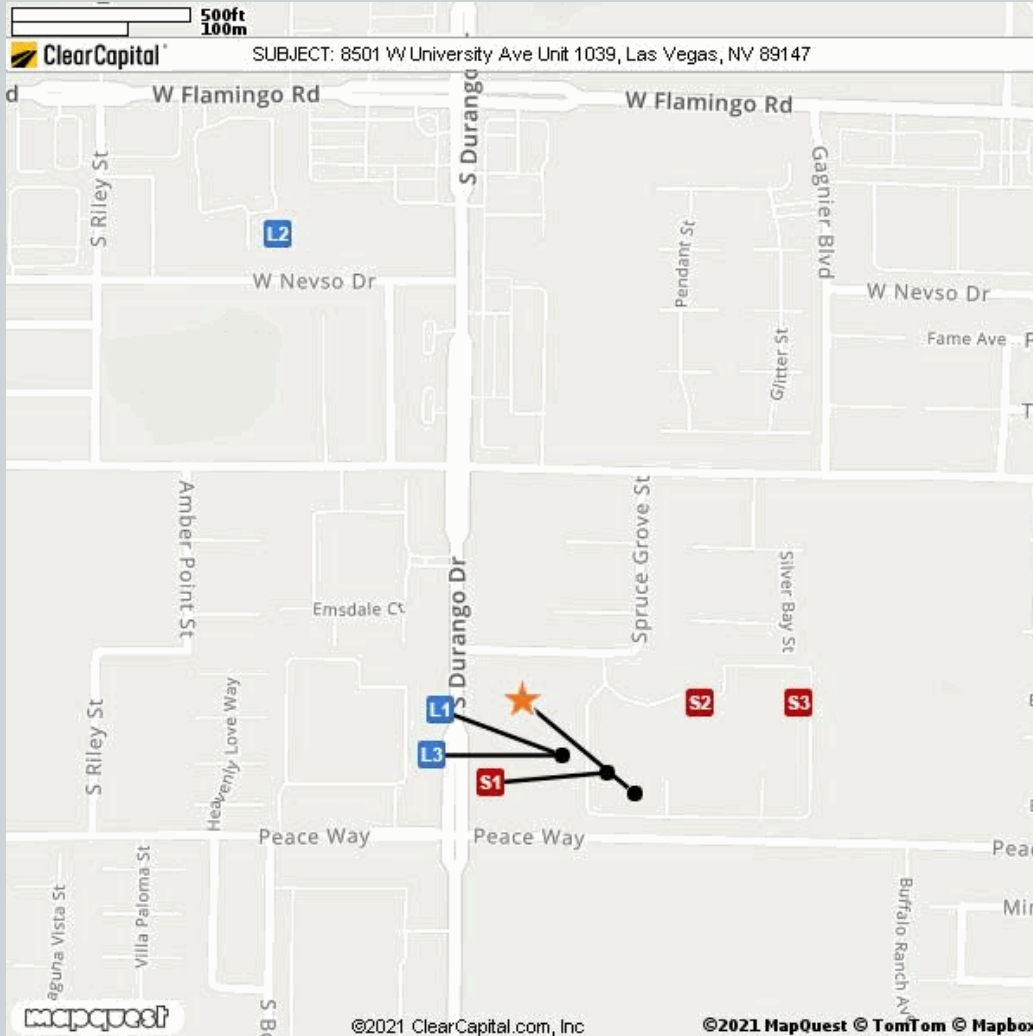 500ft
100m
ClearCapital
SUBJECT: 8501 W University Ave Unit 1039, Las Vegas, NV 89147
d
W Flamingo Rd
W Flamingo Rd
S Durango
S Riley St
Gagnier Blvd
L2
Pendant St
W Nevso Dr
W Nevso Dr
Fame Ave
F
Glitter St
T
Amber Point St
Spruce Grove St
Silver Bay St
Emsdale Ct
S Durango Dr
S Riley St
Heavenly Love Way
L1
S2
S3
L3
S1
Peace Way
Peace Way
Peac
Villa Paloma St
aguna Vista St
Buffalo Ranch Av
Mir
S B
mapquest
©2021 ClearCapital.com, Inc
©2021 MapQuest © TomTom © Mapbox